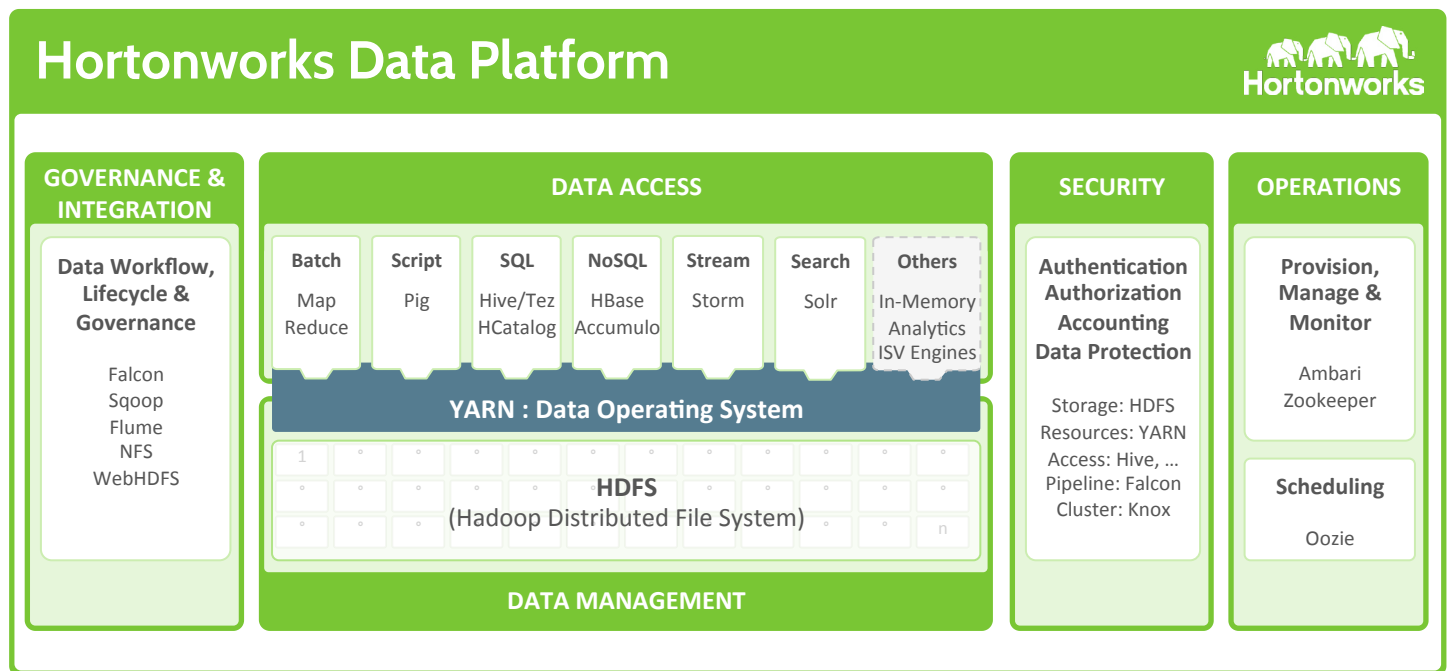 Hortonworks Data Platform
Hortonworks
GOVERNANCE &
INTEGRATION
Data Workflow,
Lifecycle &
Governance
Falcon
Sqoop
Flume
NFS
WebHDFS
DATA ACCESS
Batch
Map
Reduce
Script
Pig
SQL
Hive/Tez
HCatalog
NoSQL
HBase
Accumulo
Stream
Storm
Search
Solr
Others
In-Memory
Analytics
ISV Engines
YARN : Data Operating System
1
HDFS
(Hadoop Distributed File System)
n
DATA MANAGEMENT
SECURITY
Authentication
Authorization
Accounting
Data Protection
Storage: HDFS
Resources: YARN
Access: Hive, ...
Pipeline: Falcon
Cluster: Knox
OPERATIONS
Provision,
Manage &
Monitor
Ambari
Zookeeper
Scheduling
Oozie